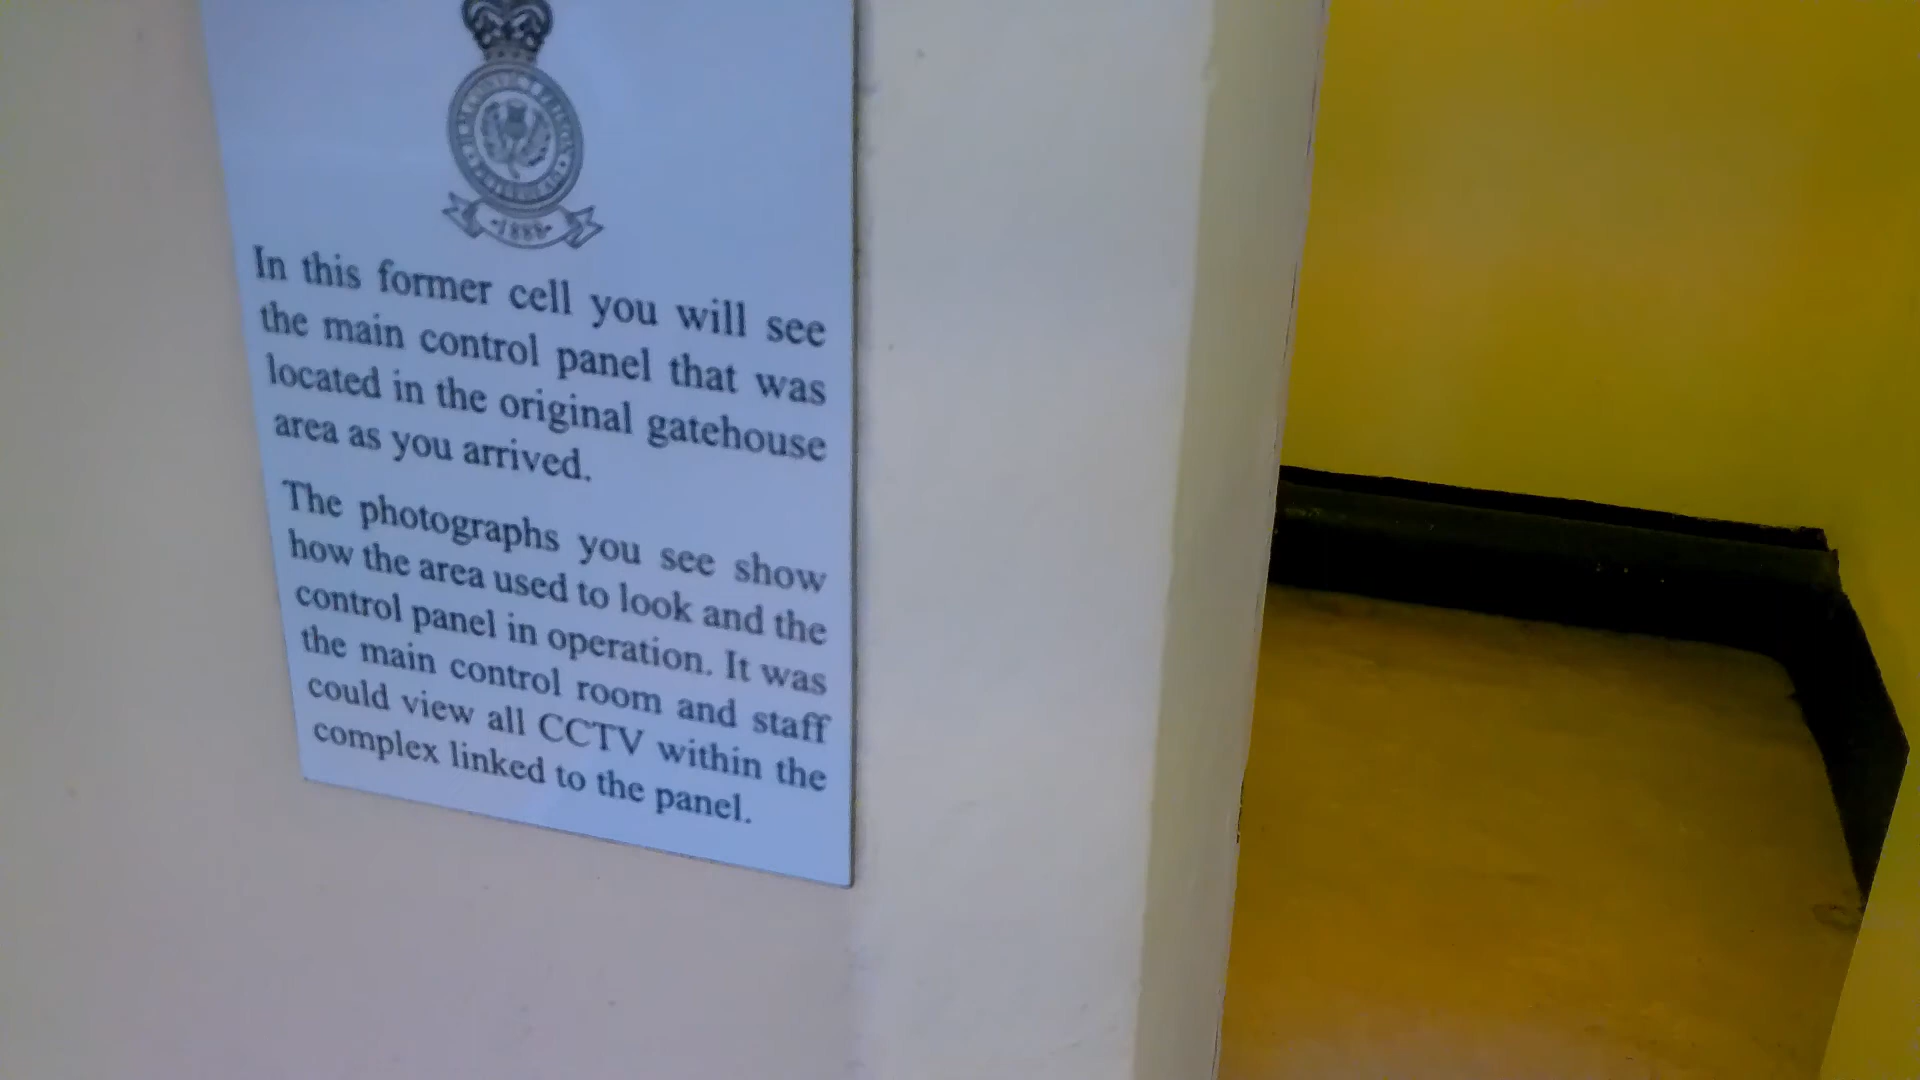 1888
In this former cell you will see
the main control panel that was
located in the original gatehouse
area as you arrived.
The photographs you see show
how the area used to look and the
control panel in operation. It was
the main control room and staff
could view all CCTV within the
complex linked to the panel.